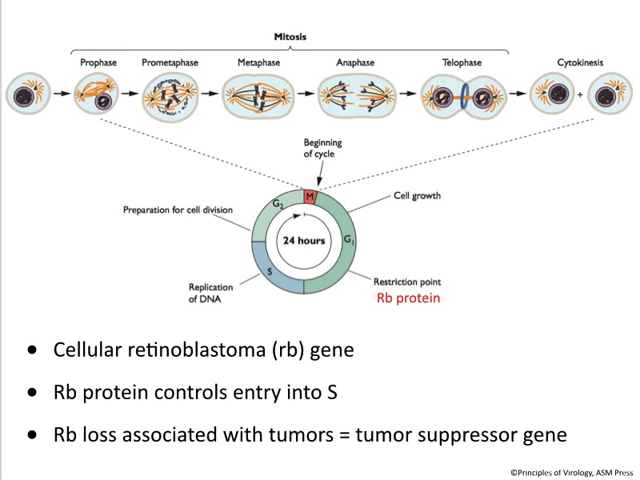 Mitosis
Prophase
Prometaphase
Metaphase
Anaphase
Telophase
Cytokinesis
+
Beginning
of cycle
M
G2
Cell growth
Preparation for cell division
24 hours
G1
S
Replication
of DNA
Restriction point
Rb protein
• Cellular retinoblastoma (rb) gene
• Rb protein controls entry into S
• Rb loss associated with tumors = tumor suppressor gene
©Principles of Virology, ASM Press